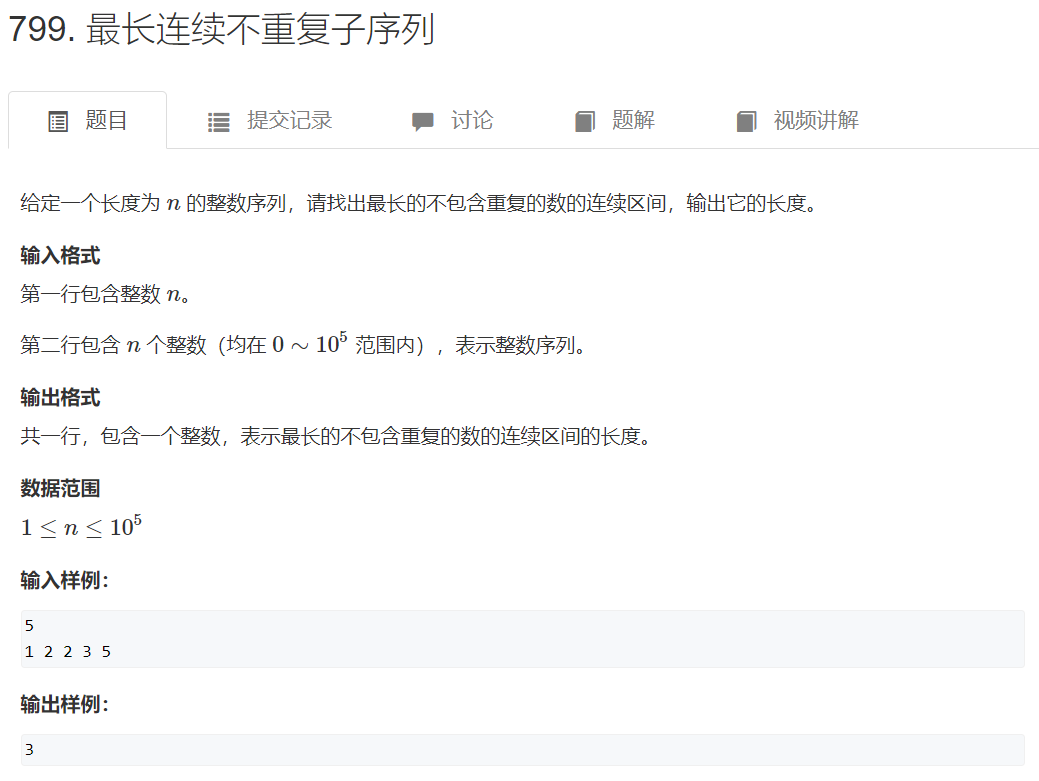 799. 最长连续不重复子序列
题目 提交记录 讨论 题解 视频讲解
给定一个长度为 n 的整数序列，请找出最长的不包含重复的数的连续区间，输出它的长度。
输入格式
第一行包含整数 n。
第二行包含 n 个整数（均在 0 ∼ 10⁵ 范围内），表示整数序列。
输出格式
共一行，包含一个整数，表示最长的不包含重复的数的连续区间的长度。
数据范围
1 ≤ n ≤ 10⁵
输入样例：
5
1 2 2 3 5
输出样例：
3